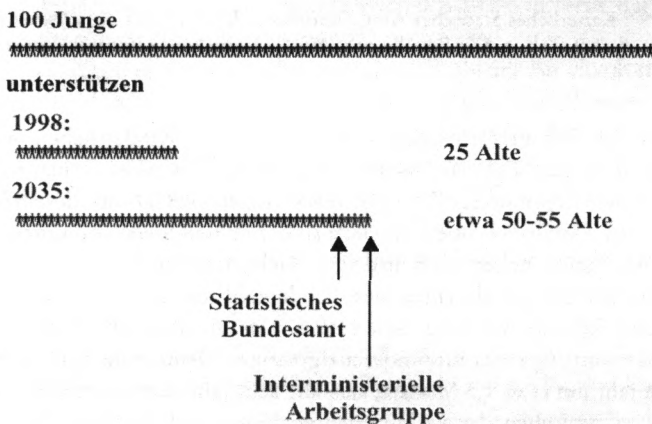 100 Junge
unterstützen
1998:
25 Alte
2035:
etwa 50-55 Alte
Statistisches
Bundesamt
Interministerielle
Arbeitsgruppe